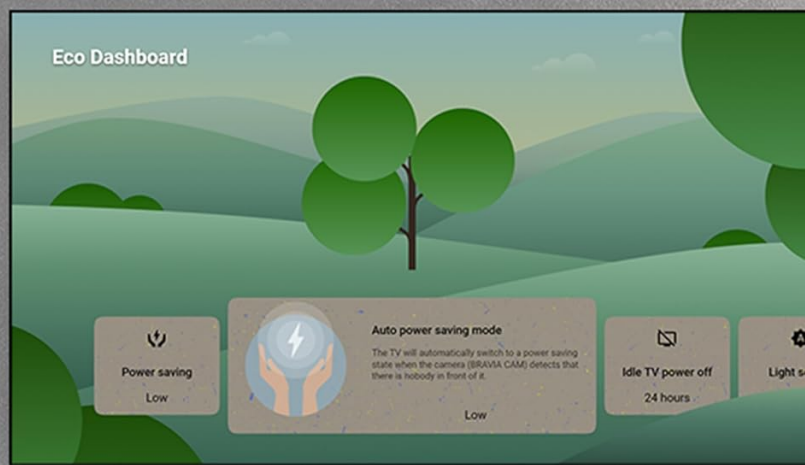 Eco Dashboard
Auto power saving mode
The TV will automatically switch to a power saving
state when the camera (BRAVIA CAM) detects that
there is nobody in front of it.
Low
Power saving
Low
Idle TV power off
24 hours
Light